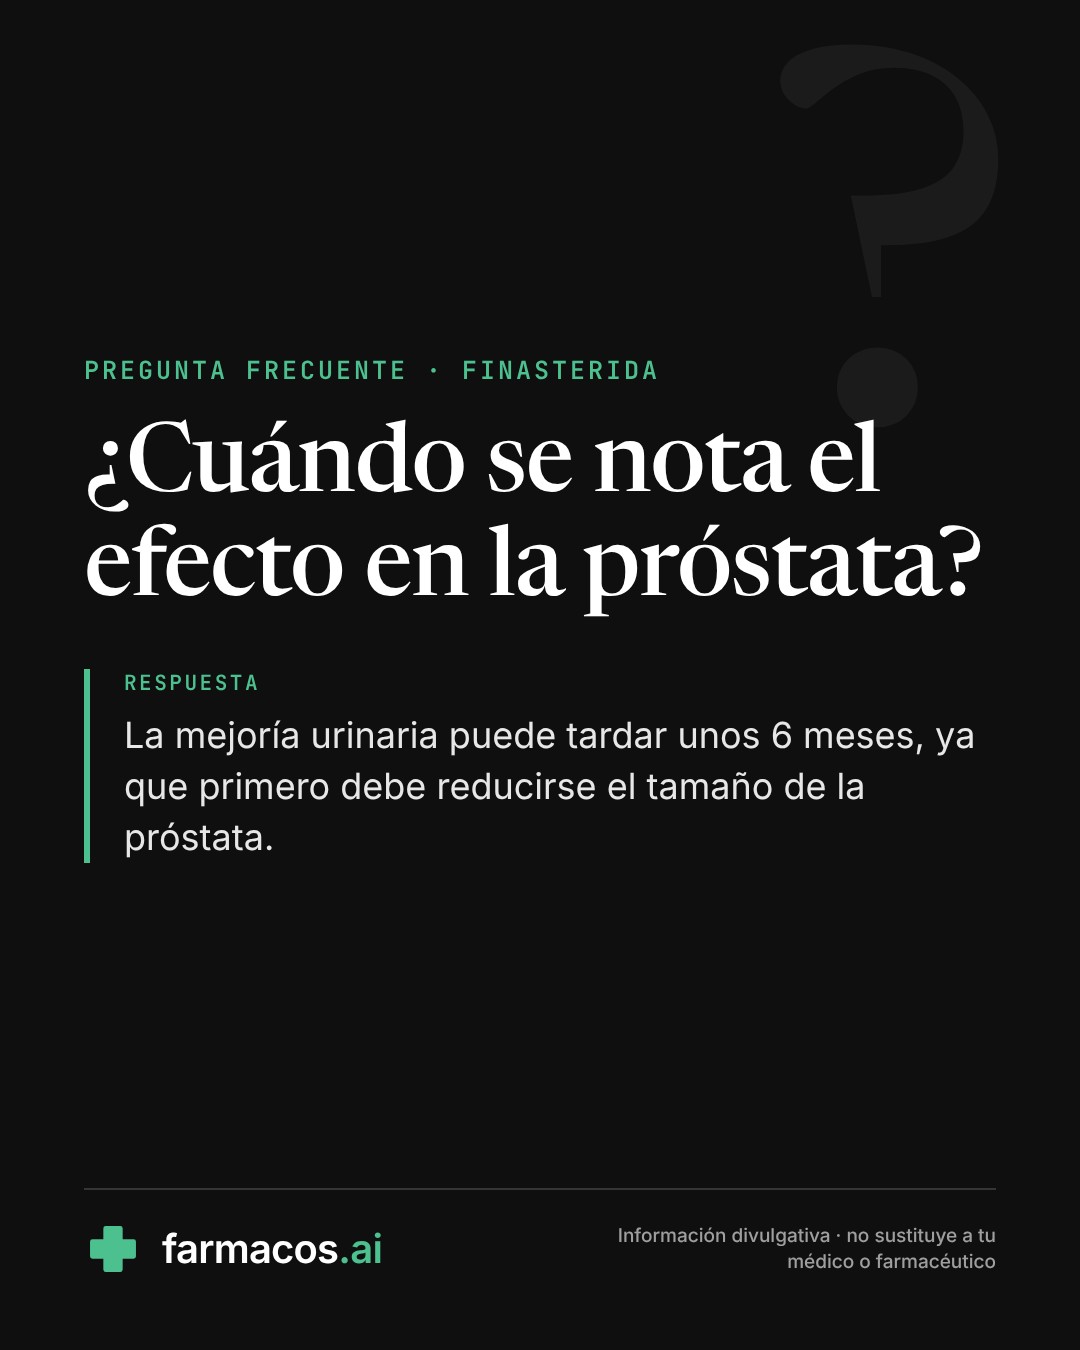 PREGUNTA FRECUENTE · FINASTERIDA
¿Cuándo se nota el
efecto en la próstata?
RESPUESTA
La mejoría urinaria puede tardar unos 6 meses, ya
que primero debe reducirse el tamaño de la
próstata.
farmacos.ai
Información divulgativa · no sustituye a tu
médico o farmacéutico